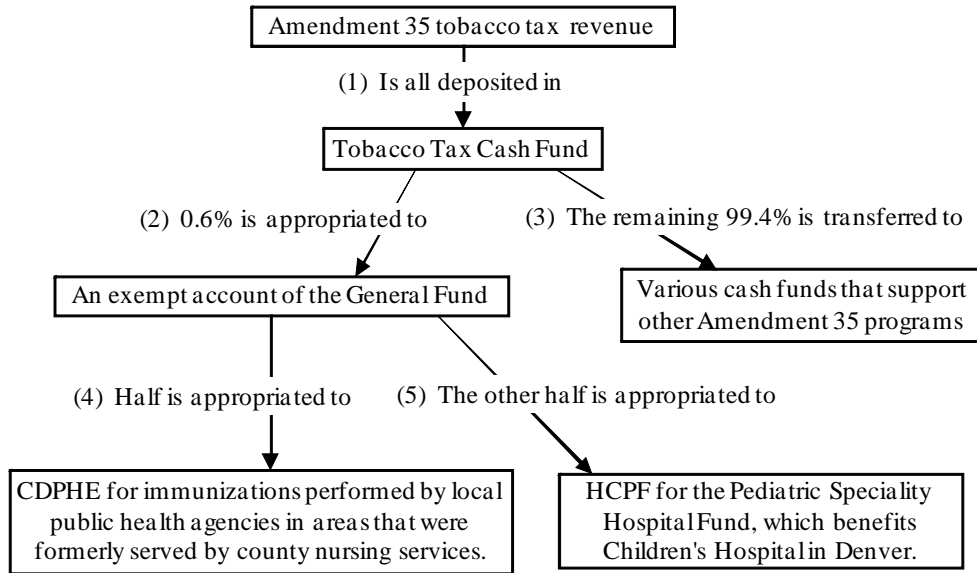 Amendment 35 tobacco tax revenue
(1) Is all deposited in
Tobacco Tax Cash Fund
(2) 0.6% is appropriated to
(3) The remaining 99.4% is transferred to
An exempt account of the General Fund
Various cash funds that support
other Amendment 35 programs
(4) Half is appropriated to
(5) The other half is appropriated to
CDPHE for immunizations performed by local
public health agencies in areas that were
formerly served by county nursing services.
HCPF for the Pediatric Speciality
Hospital Fund, which benefits
Children's Hospital in Denver.